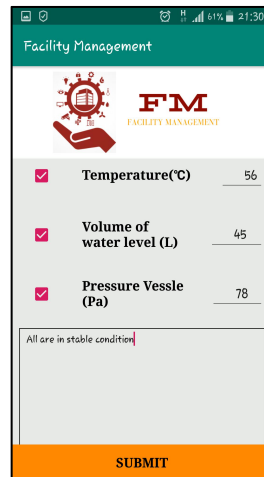 61% 21:30
Facility Management
FM
FACILITY MANAGEMENT
Temperature(℃) 56
Volume of
water level (L) 45
Pressure Vessle
(Pa) 78
All are in stable condition
SUBMIT